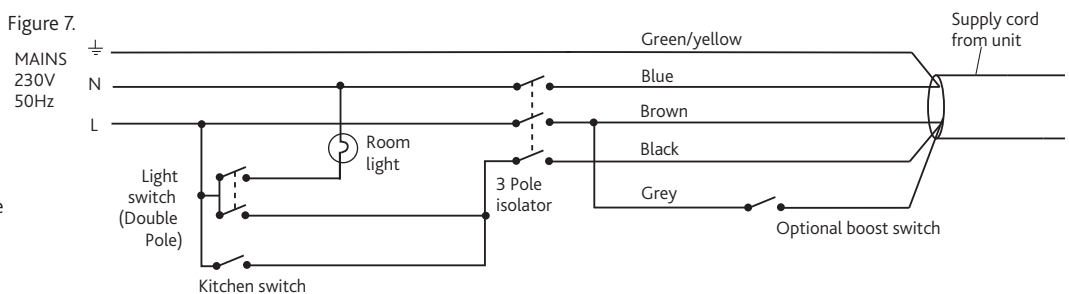 Figure 7.
MAINS
230V
50Hz
N
L
Green/yellow
Blue
Brown
Black
Grey
Supply cord
from unit
Room
light
Light
switch
(Double
Pole)
3 Pole
isolator
Optional boost switch
Kitchen switch
e